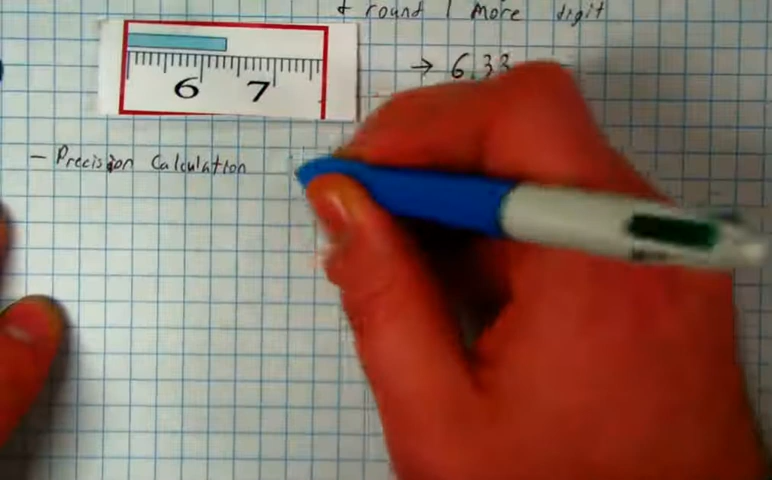 & round 1 more digit
→ 6.33
6 7
- Precision Calculation